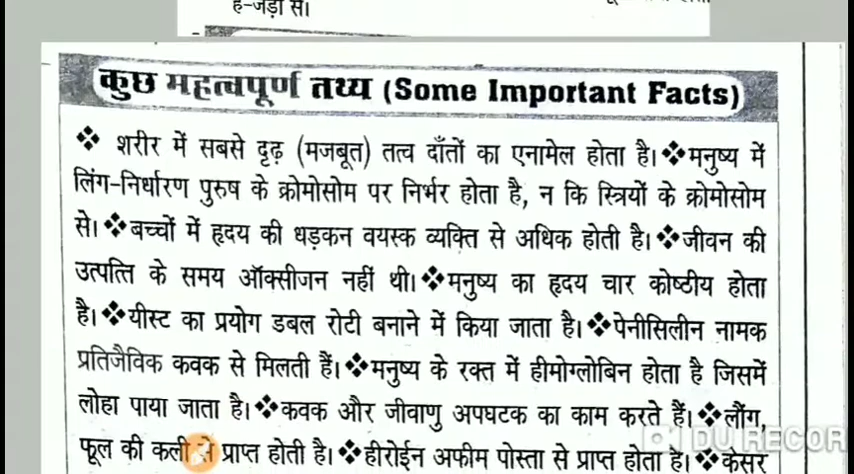 है-जड़ों से।
कुछ महत्वपूर्ण तथ्य (Some Important Facts)
❖ शरीर में सबसे दृढ़ (मजबूत) तत्व दाँतों का एनामेल होता है। ❖ मनुष्य में
लिंग-निर्धारण पुरुष के क्रोमोसोम पर निर्भर होता है, न कि स्त्रियों के क्रोमोसोम
से। ❖ बच्चों में हृदय की धड़कन वयस्क व्यक्ति से अधिक होती है। ❖ जीवन की
उत्पत्ति के समय ऑक्सीजन नहीं थी। ❖ मनुष्य का हृदय चार कोष्ठीय होता
है। ❖ यीस्ट का प्रयोग डबल रोटी बनाने में किया जाता है। ❖ पेनीसिलीन नामक
प्रतिजैविक कवक से मिलती हैं। ❖ मनुष्य के रक्त में हीमोग्लोबिन होता है जिसमें
लोहा पाया जाता है। ❖ कवक और जीवाणु अपघटक का काम करते हैं। ❖ लौंग,
फूल की कली से प्राप्त होती है। ❖ हीरोईन अफीम पोस्ता से प्राप्त होता है। ❖ केसर
DU RECOR